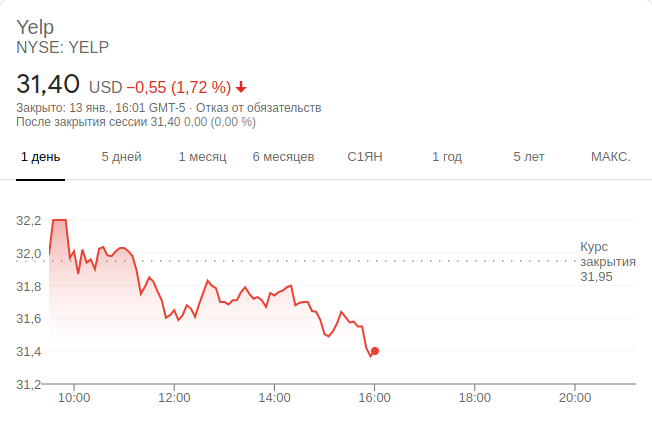 Yelp
NYSE: YELP
31,40 USD −0,55 (1,72 %)
Закрыто: 13 янв., 16:01 GMT-5 · Отказ от обязательств
После закрытия сессии 31,40 0,00 (0,00 %)
1 день 5 дней 1 месяц 6 месяцев С1ЯН 1 год 5 лет МАКС.
32,2
32,0
31,8
31,6
31,4
31,2
Курс
закрытия
31,95
10:00 12:00 14:00 16:00 18:00 20:00